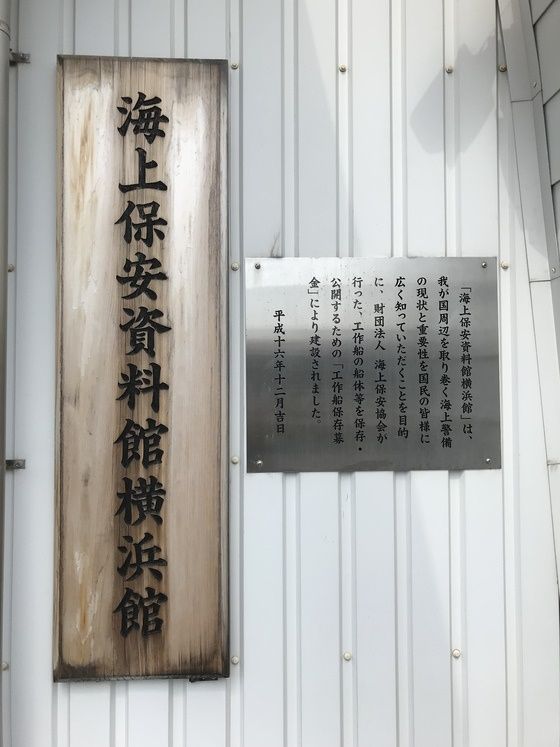 海上保安資料館横浜館
「海上保安資料館横浜館」は、
我が国周辺を取り巻く海上警備
の現状と重要性を国民の皆様に
広く知っていただくことを目的
に、財団法人 海上保安協会が
行った、工作船の船体等を保存・
公開するための「工作船保存募
金」により建設されました。
平成十六年十二月吉日